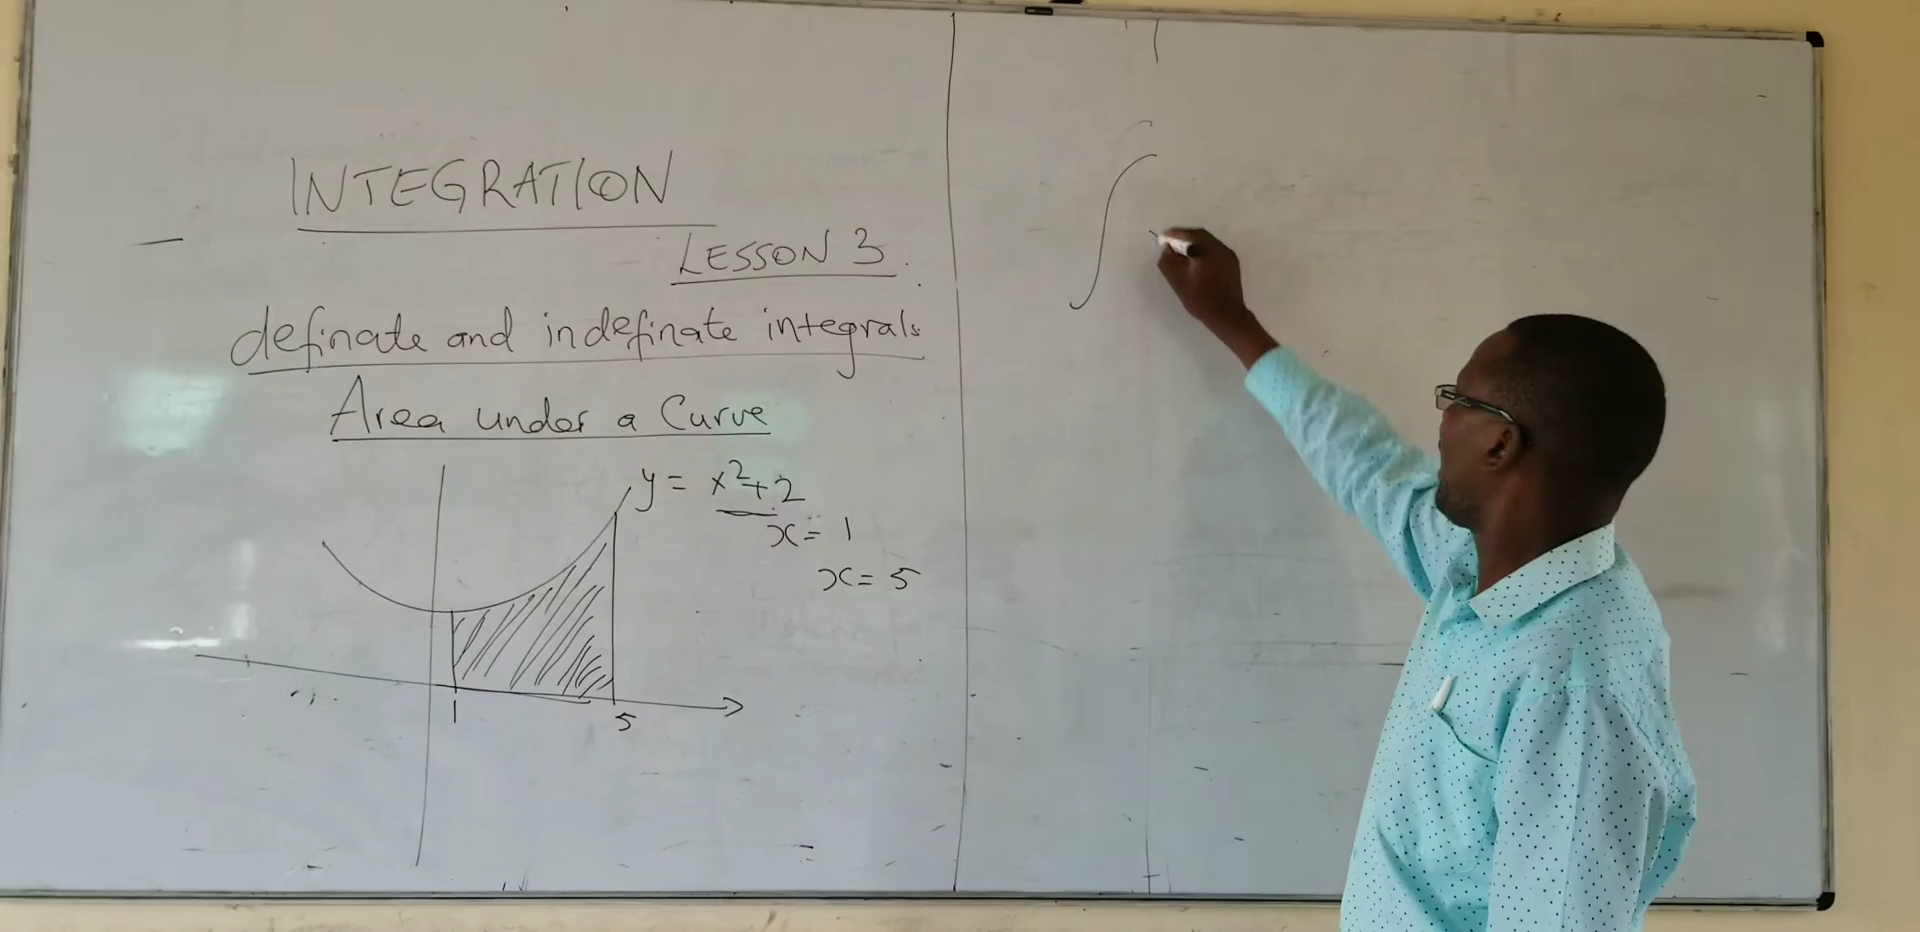 INTEGRATION
LESSON 3.
definate and indefinate integrals
Area under a Curve
y = x²+2
x = 1
x = 5
1 5
∫